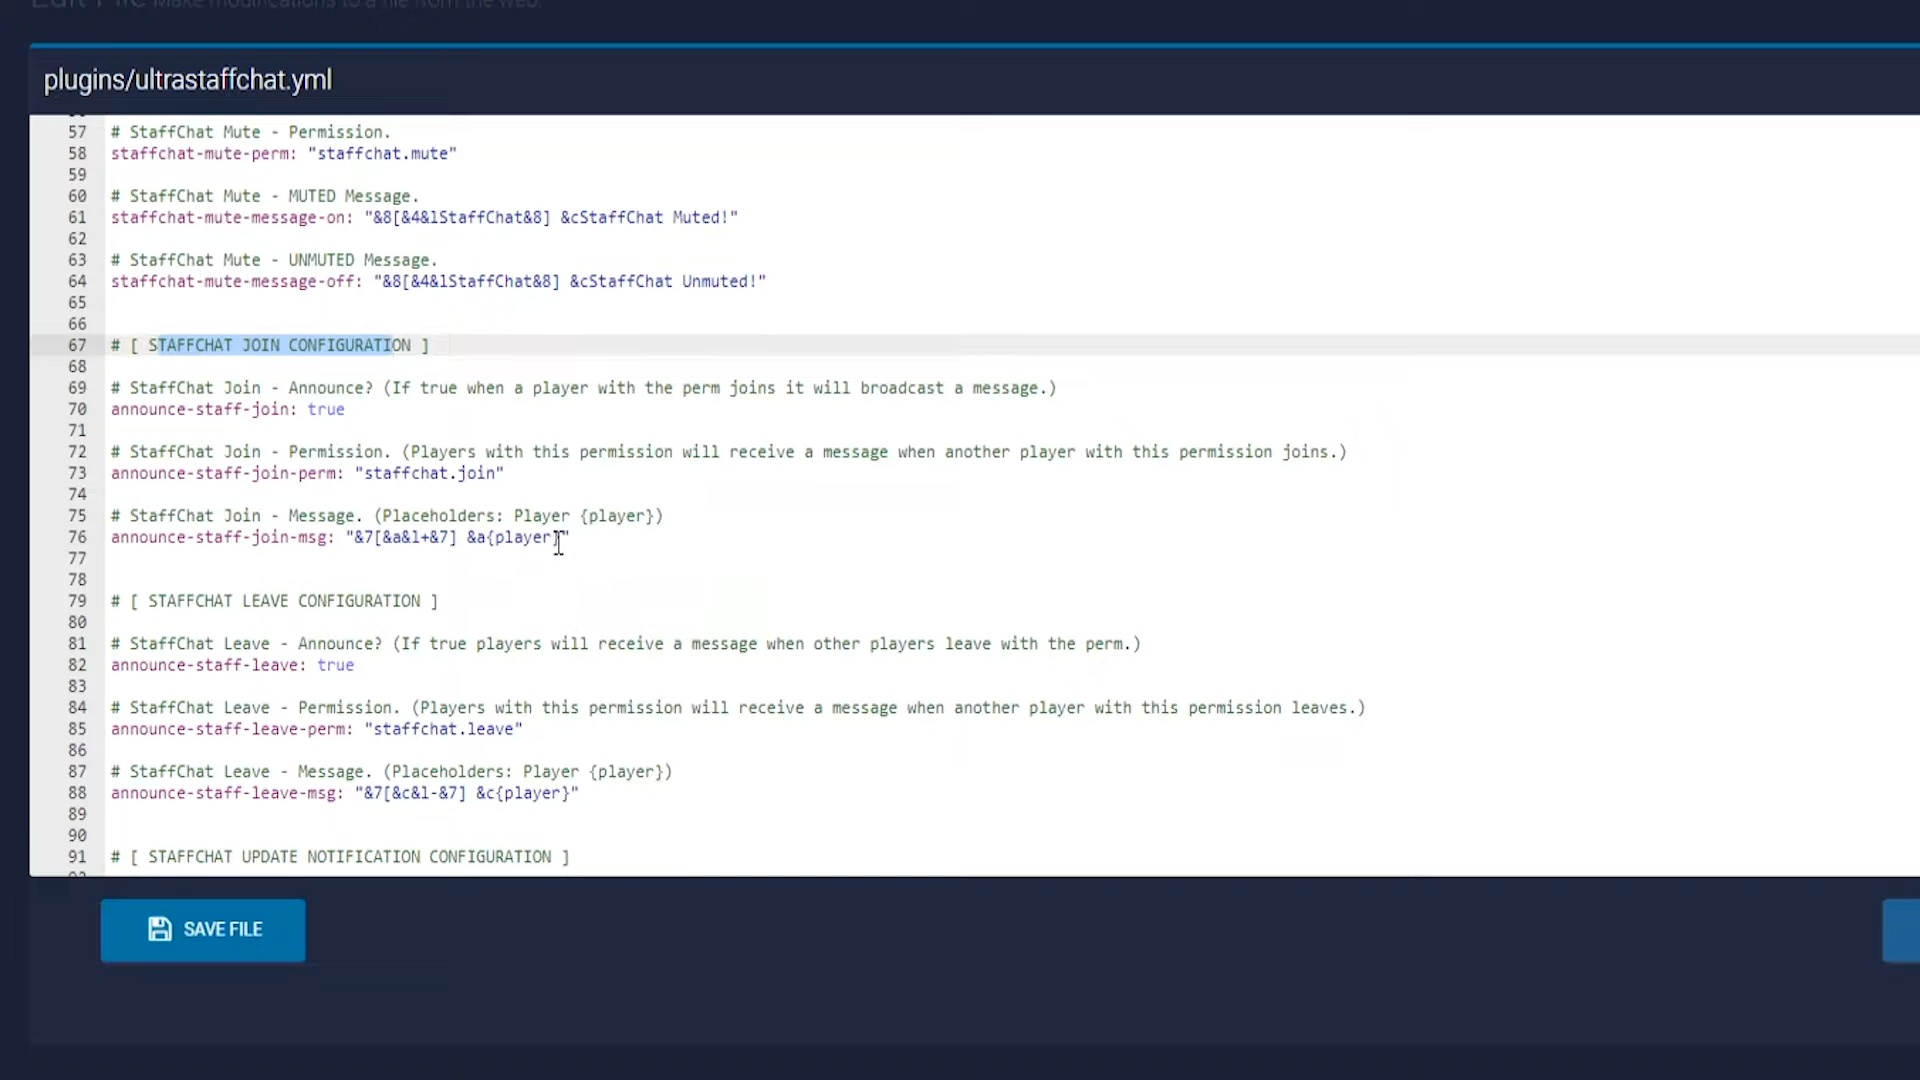 Edit File Make modifications to a file from the web.
plugins/ultrastaffchat.yml
57 # StaffChat Mute - Permission.
58 staffchat-mute-perm: "staffchat.mute"
59
60 # StaffChat Mute - MUTED Message.
61 staffchat-mute-message-on: "&8[&4&lStaffChat&8] &cStaffChat Muted!"
62
63 # StaffChat Mute - UNMUTED Message.
64 staffchat-mute-message-off: "&8[&4&lStaffChat&8] &cStaffChat Unmuted!"
65
66
67 # [ STAFFCHAT JOIN CONFIGURATION ]
68
69 # StaffChat Join - Announce? (If true when a player with the perm joins it will broadcast a message.)
70 announce-staff-join: true
71
72 # StaffChat Join - Permission. (Players with this permission will receive a message when another player with this permission joins.)
73 announce-staff-join-perm: "staffchat.join"
74
75 # StaffChat Join - Message. (Placeholders: Player {player})
76 announce-staff-join-msg: "&7[&a&l+&7] &a{player}"
77
78
79 # [ STAFFCHAT LEAVE CONFIGURATION ]
80
81 # StaffChat Leave - Announce? (If true players will receive a message when other players leave with the perm.)
82 announce-staff-leave: true
83
84 # StaffChat Leave - Permission. (Players with this permission will receive a message when another player with this permission leaves.)
85 announce-staff-leave-perm: "staffchat.leave"
86
87 # StaffChat Leave - Message. (Placeholders: Player {player})
88 announce-staff-leave-msg: "&7[&c&l-&7] &c{player}"
89
90
91 # [ STAFFCHAT UPDATE NOTIFICATION CONFIGURATION ]
SAVE FILE